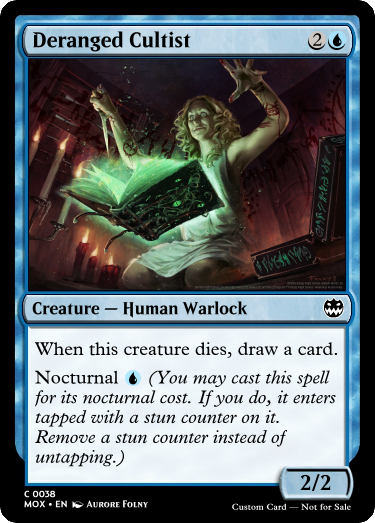 Deranged Cultist 2
Creature — Human Warlock
When this creature dies, draw a card.
Nocturnal (You may cast this spell
for its nocturnal cost. If you do, it enters
tapped with a stun counter on it.
Remove a stun counter instead of
untapping.)
2/2
C 0038
MOX • EN Aurore Folny
Custom Card — Not for Sale